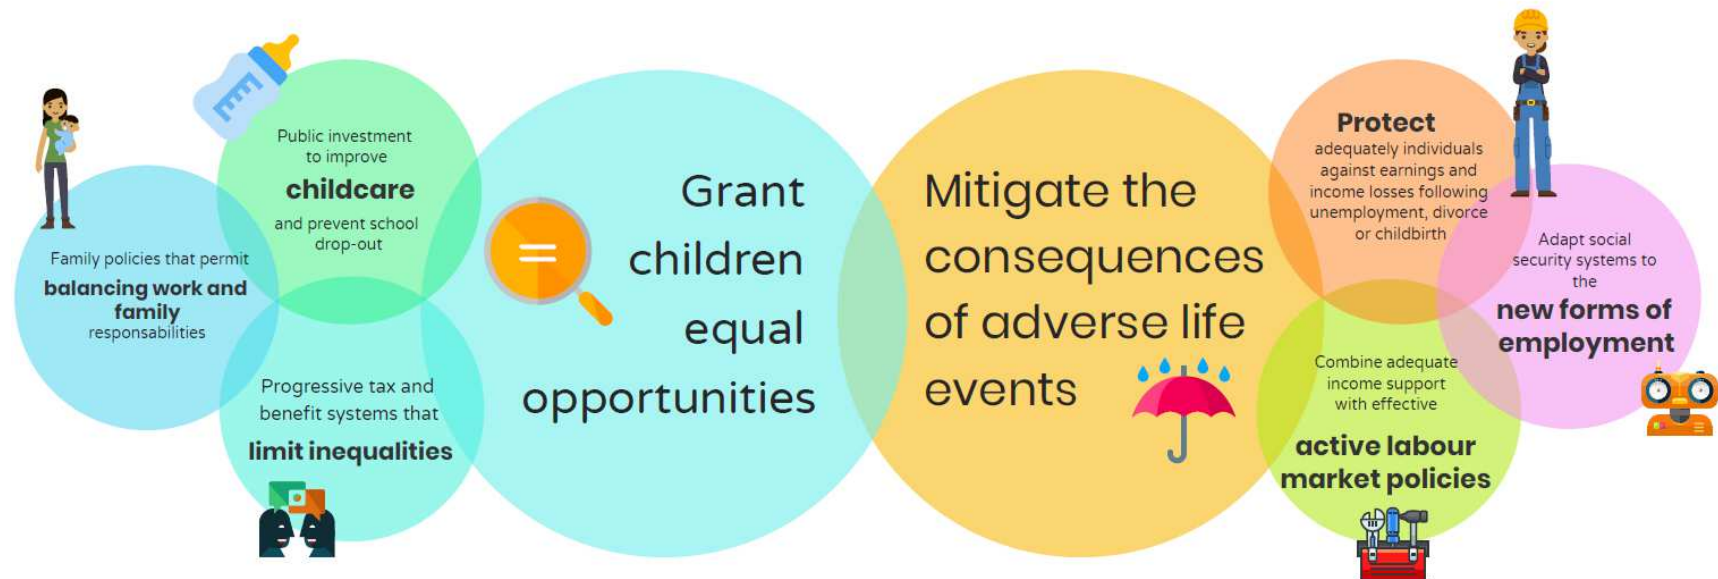 Family policies that permit
balancing work and
family
responsabilities
Public investment
to improve
childcare
and prevent school
drop-out
Progressive tax and
benefit systems that
limit inequalities
Grant
children
equal
opportunities
Mitigate the
consequences
of adverse life
events
Protect
adequately individuals
against earnings and
income losses following
unemployment, divorce
or childbirth
Adapt social
security systems to
the
new forms of
employment
Combine adequate
income support
with effective
active labour
market policies